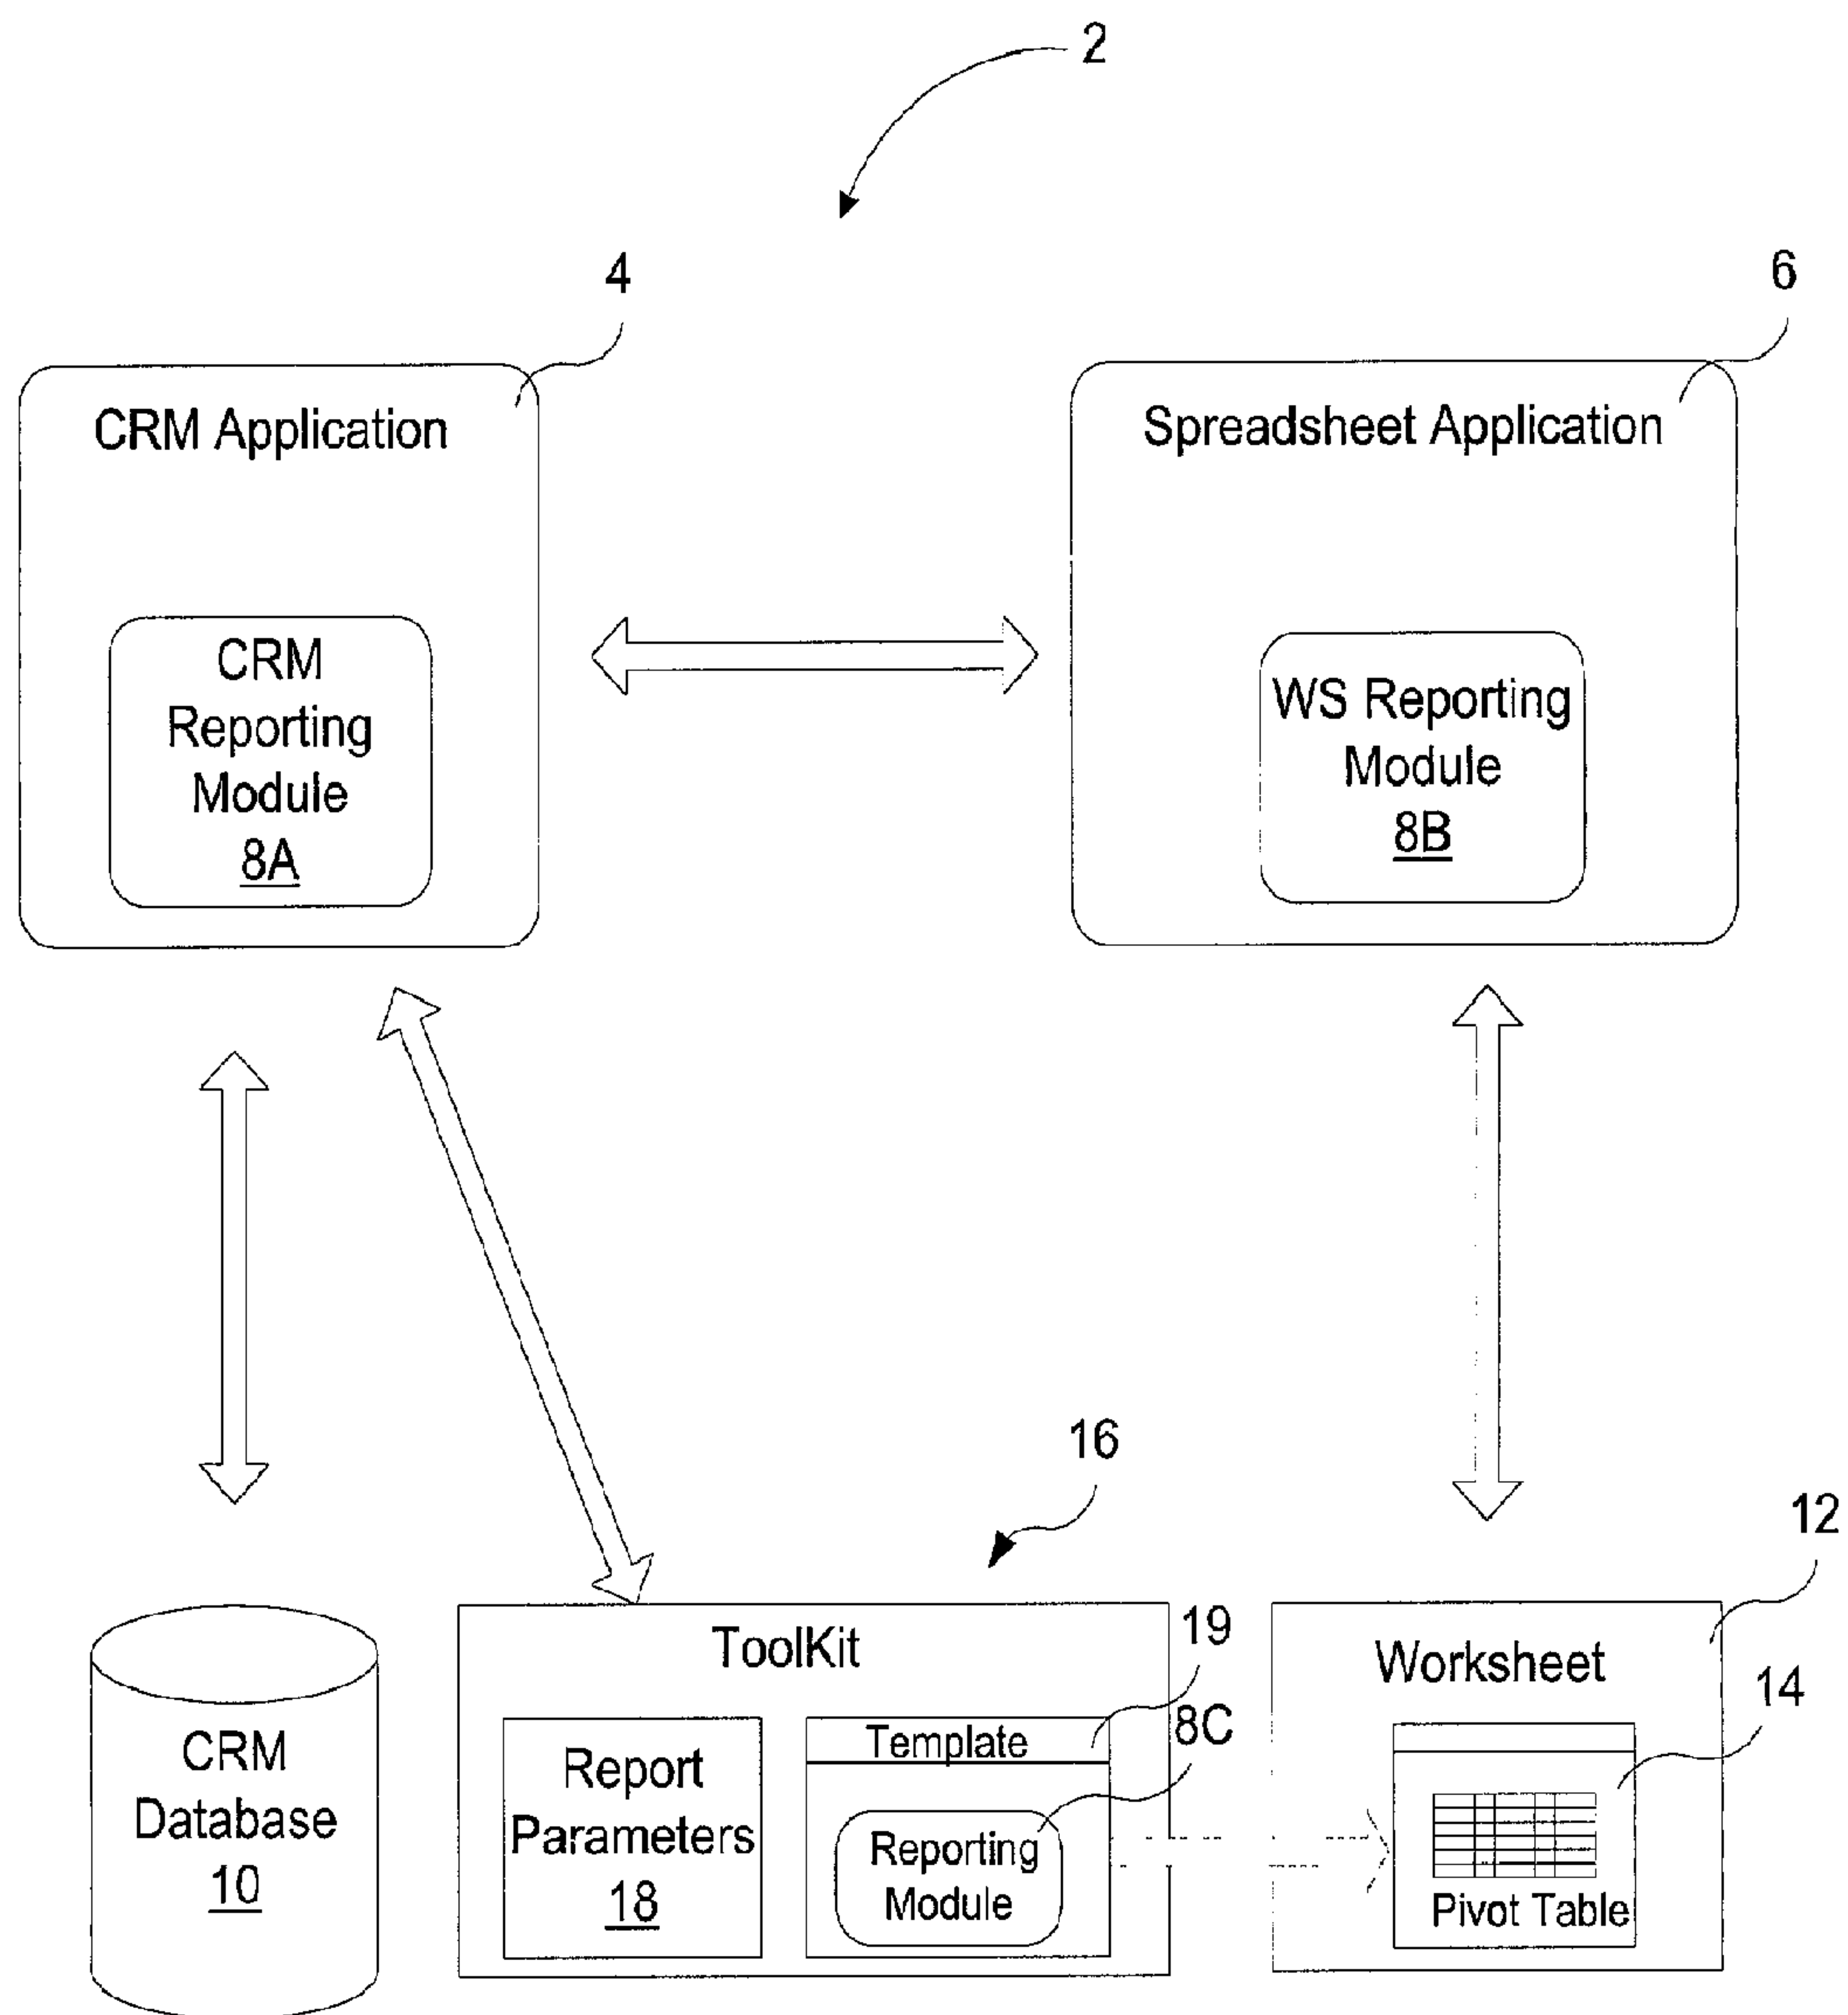 2
4
6
CRM Application
Spreadsheet Application
CRM
Reporting
Module
8A
WS Reporting
Module
8B
16
12
ToolKit
19
Worksheet
14
8C
Template
CRM
Database
10
Report
Parameters
18
Reporting
Module
Pivot Table